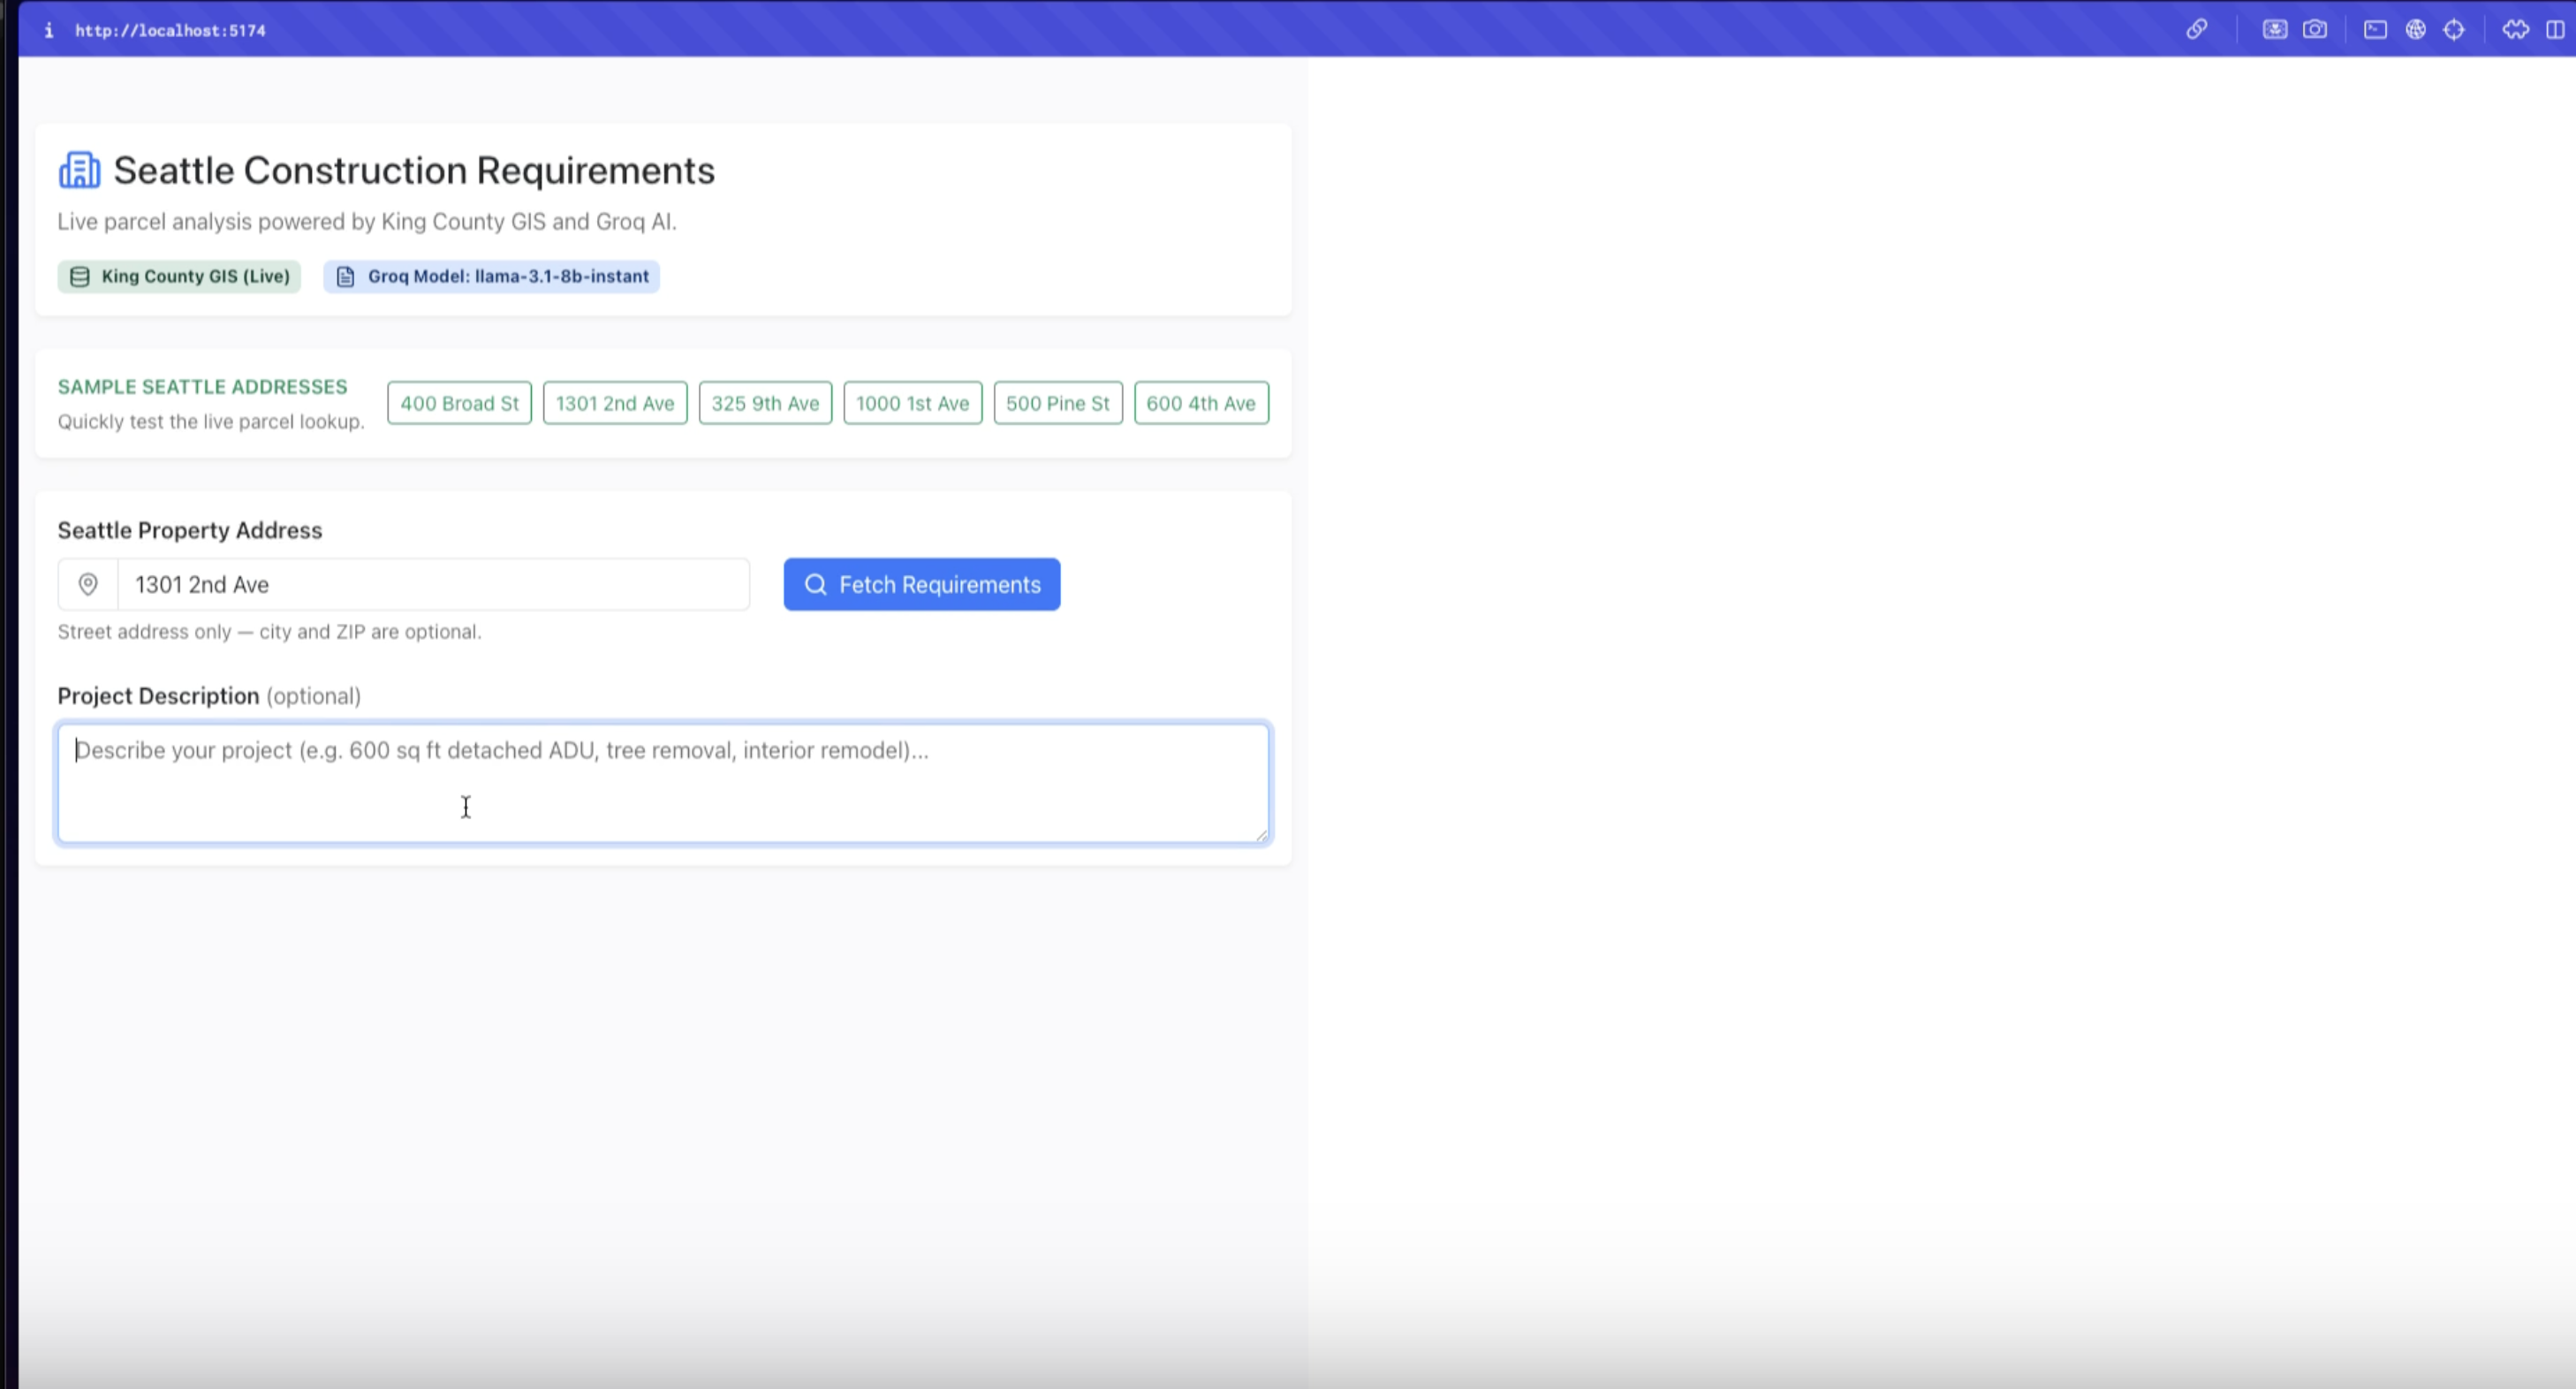 i http://localhost:5174
Seattle Construction Requirements
Live parcel analysis powered by King County GIS and Groq AI.
King County GIS (Live) Groq Model: llama-3.1-8b-instant
SAMPLE SEATTLE ADDRESSES
Quickly test the live parcel lookup.
400 Broad St 1301 2nd Ave 325 9th Ave 1000 1st Ave 500 Pine St 600 4th Ave
Seattle Property Address
1301 2nd Ave Fetch Requirements
Street address only — city and ZIP are optional.
Project Description (optional)
Describe your project (e.g. 600 sq ft detached ADU, tree removal, interior remodel)...